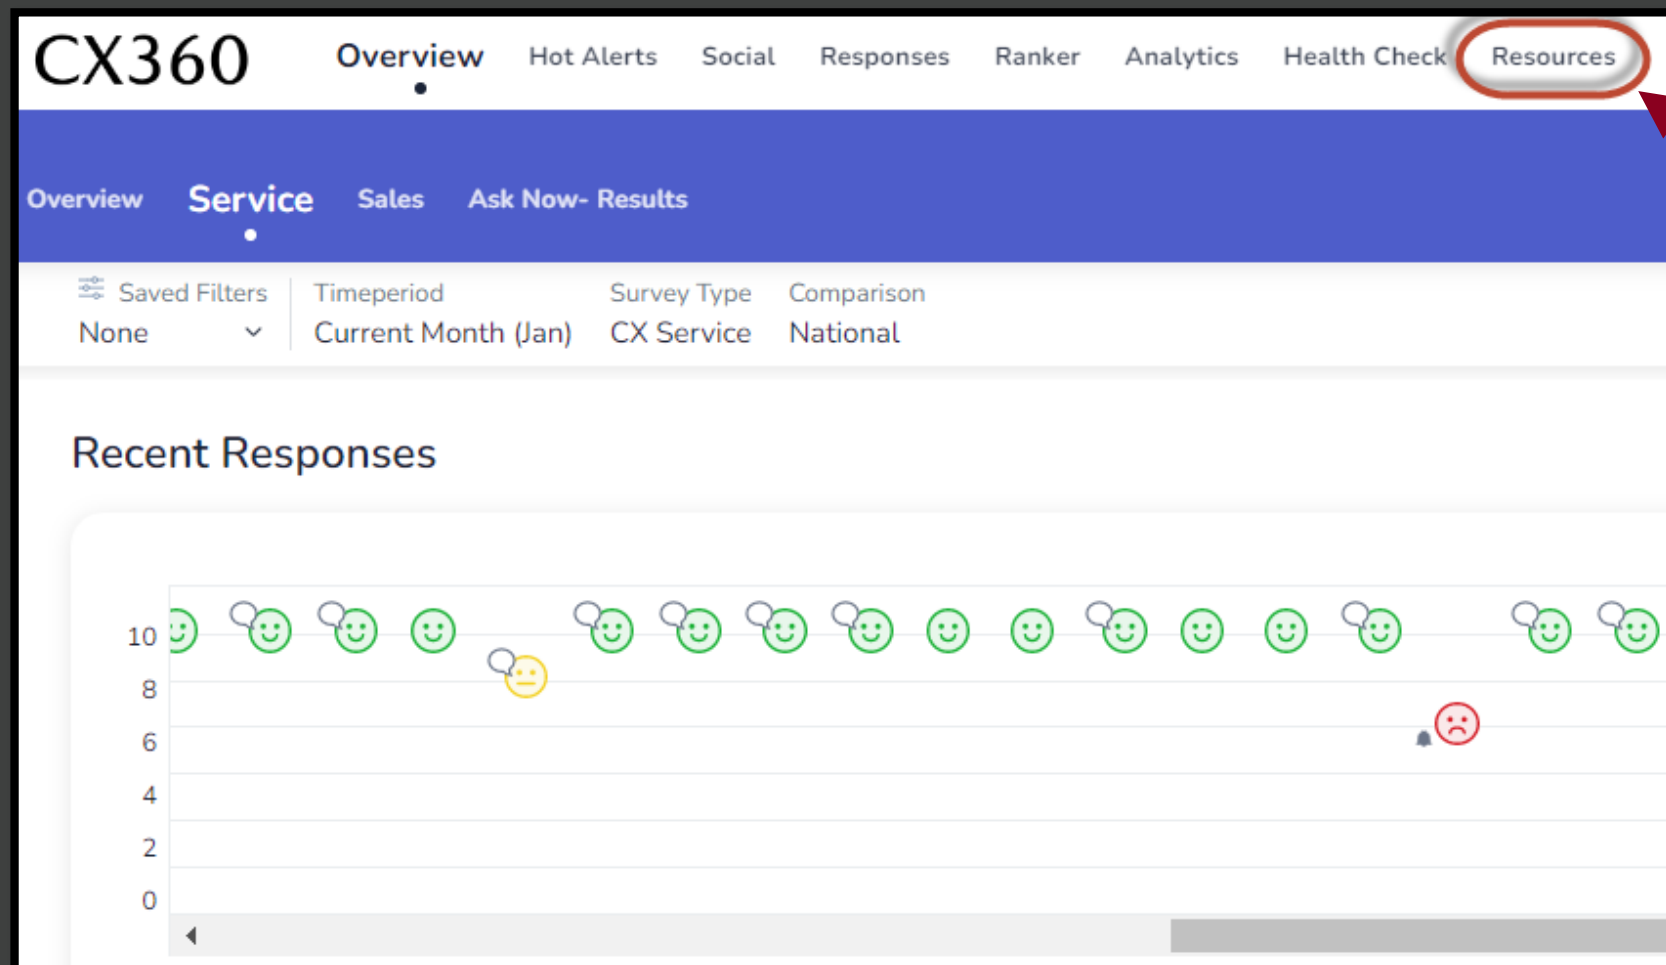 CX360 Overview Hot Alerts Social Responses Ranker Analytics Health Check Resources
Overview Service Sales Ask Now- Results
Saved Filters Timeperiod Survey Type Comparison
None Current Month (Jan) CX Service National
Recent Responses
10
8
6
4
2
0